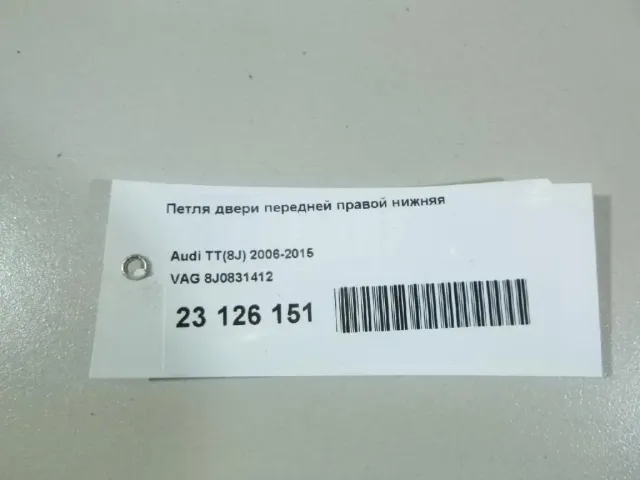 Петля двери передней правой нижняя
Audi TT(8J) 2006-2015
VAG 8J0831412
23 126 151